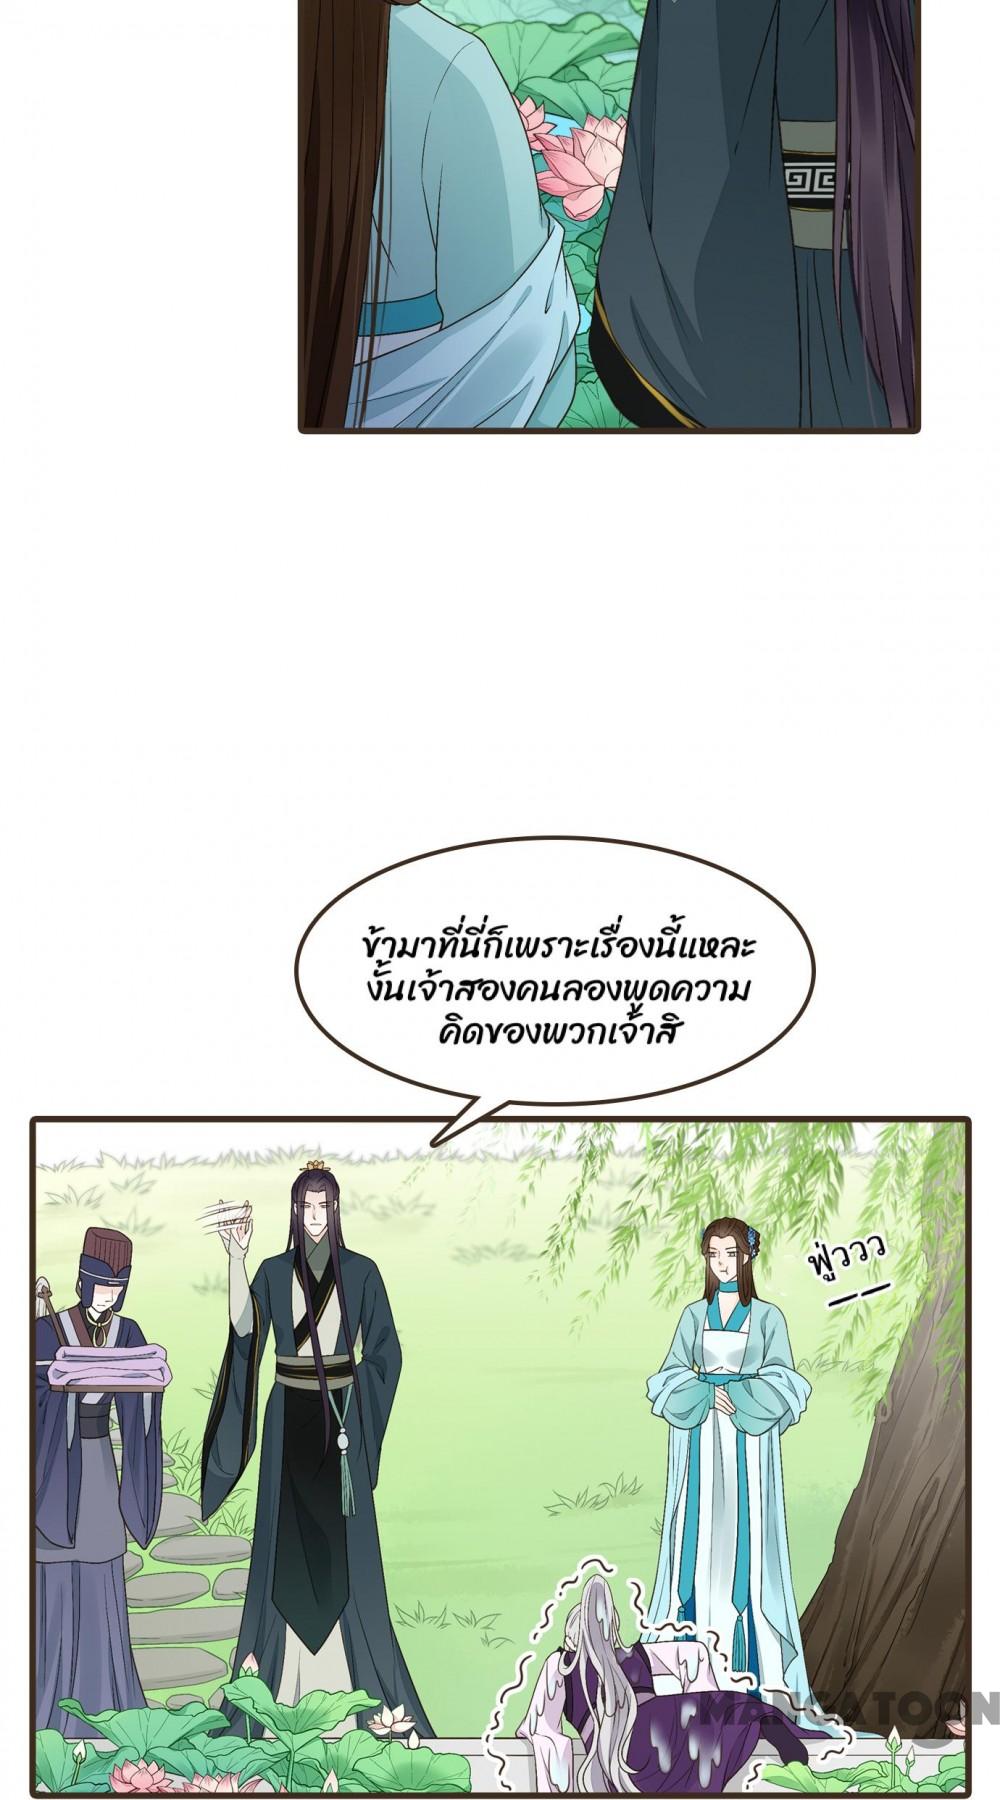 ข้ามาที่นี่ก็เพราะเรื่องนี้แหละ
งั้นเจ้าสองคนลองพูดความ
คิดของพวกเจ้าสิ
ฟู่ววว
MANGATOON